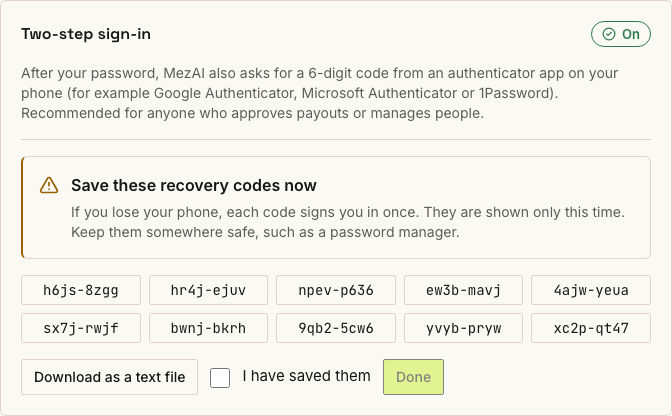 Two-step sign-in
On
After your password, MezAI also asks for a 6-digit code from an authenticator app on your
phone (for example Google Authenticator, Microsoft Authenticator or 1Password).
Recommended for anyone who approves payouts or manages people.
Save these recovery codes now
If you lose your phone, each code signs you in once. They are shown only this time.
Keep them somewhere safe, such as a password manager.
h6js-8zgg hr4j-ejuv npev-p636 ew3b-mavj 4ajw-yeua
sx7j-rwjf bwnj-bkrh 9qb2-5cw6 yvyb-pryw xc2p-qt47
Download as a text file I have saved them Done